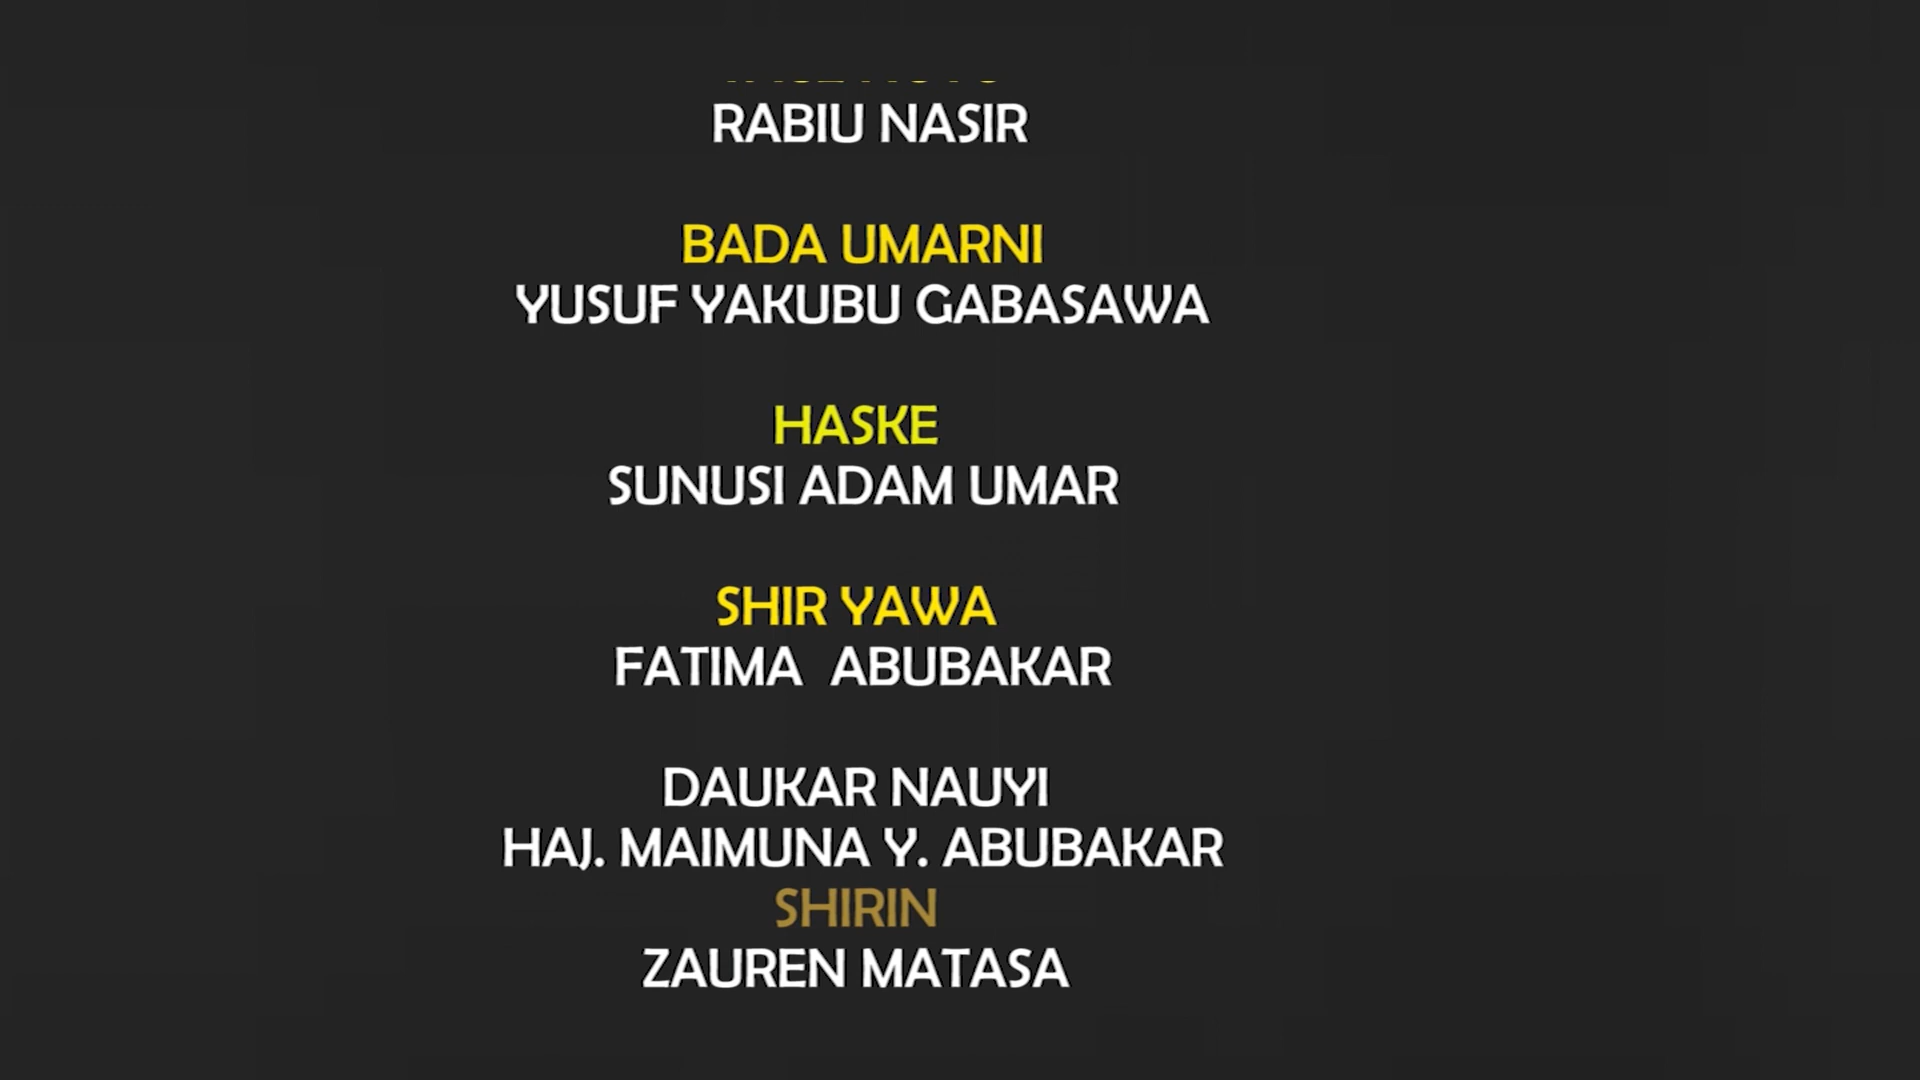 RABIU NASIR
BADA UMARNI
YUSUF YAKUBU GABASAWA
HASKE
SUNUSI ADAM UMAR
SHIR YAWA
FATIMA ABUBAKAR
DAUKAR NAUYI
HAJ. MAIMUNA Y. ABUBAKAR
SHIRIN
ZAUREN MATASA